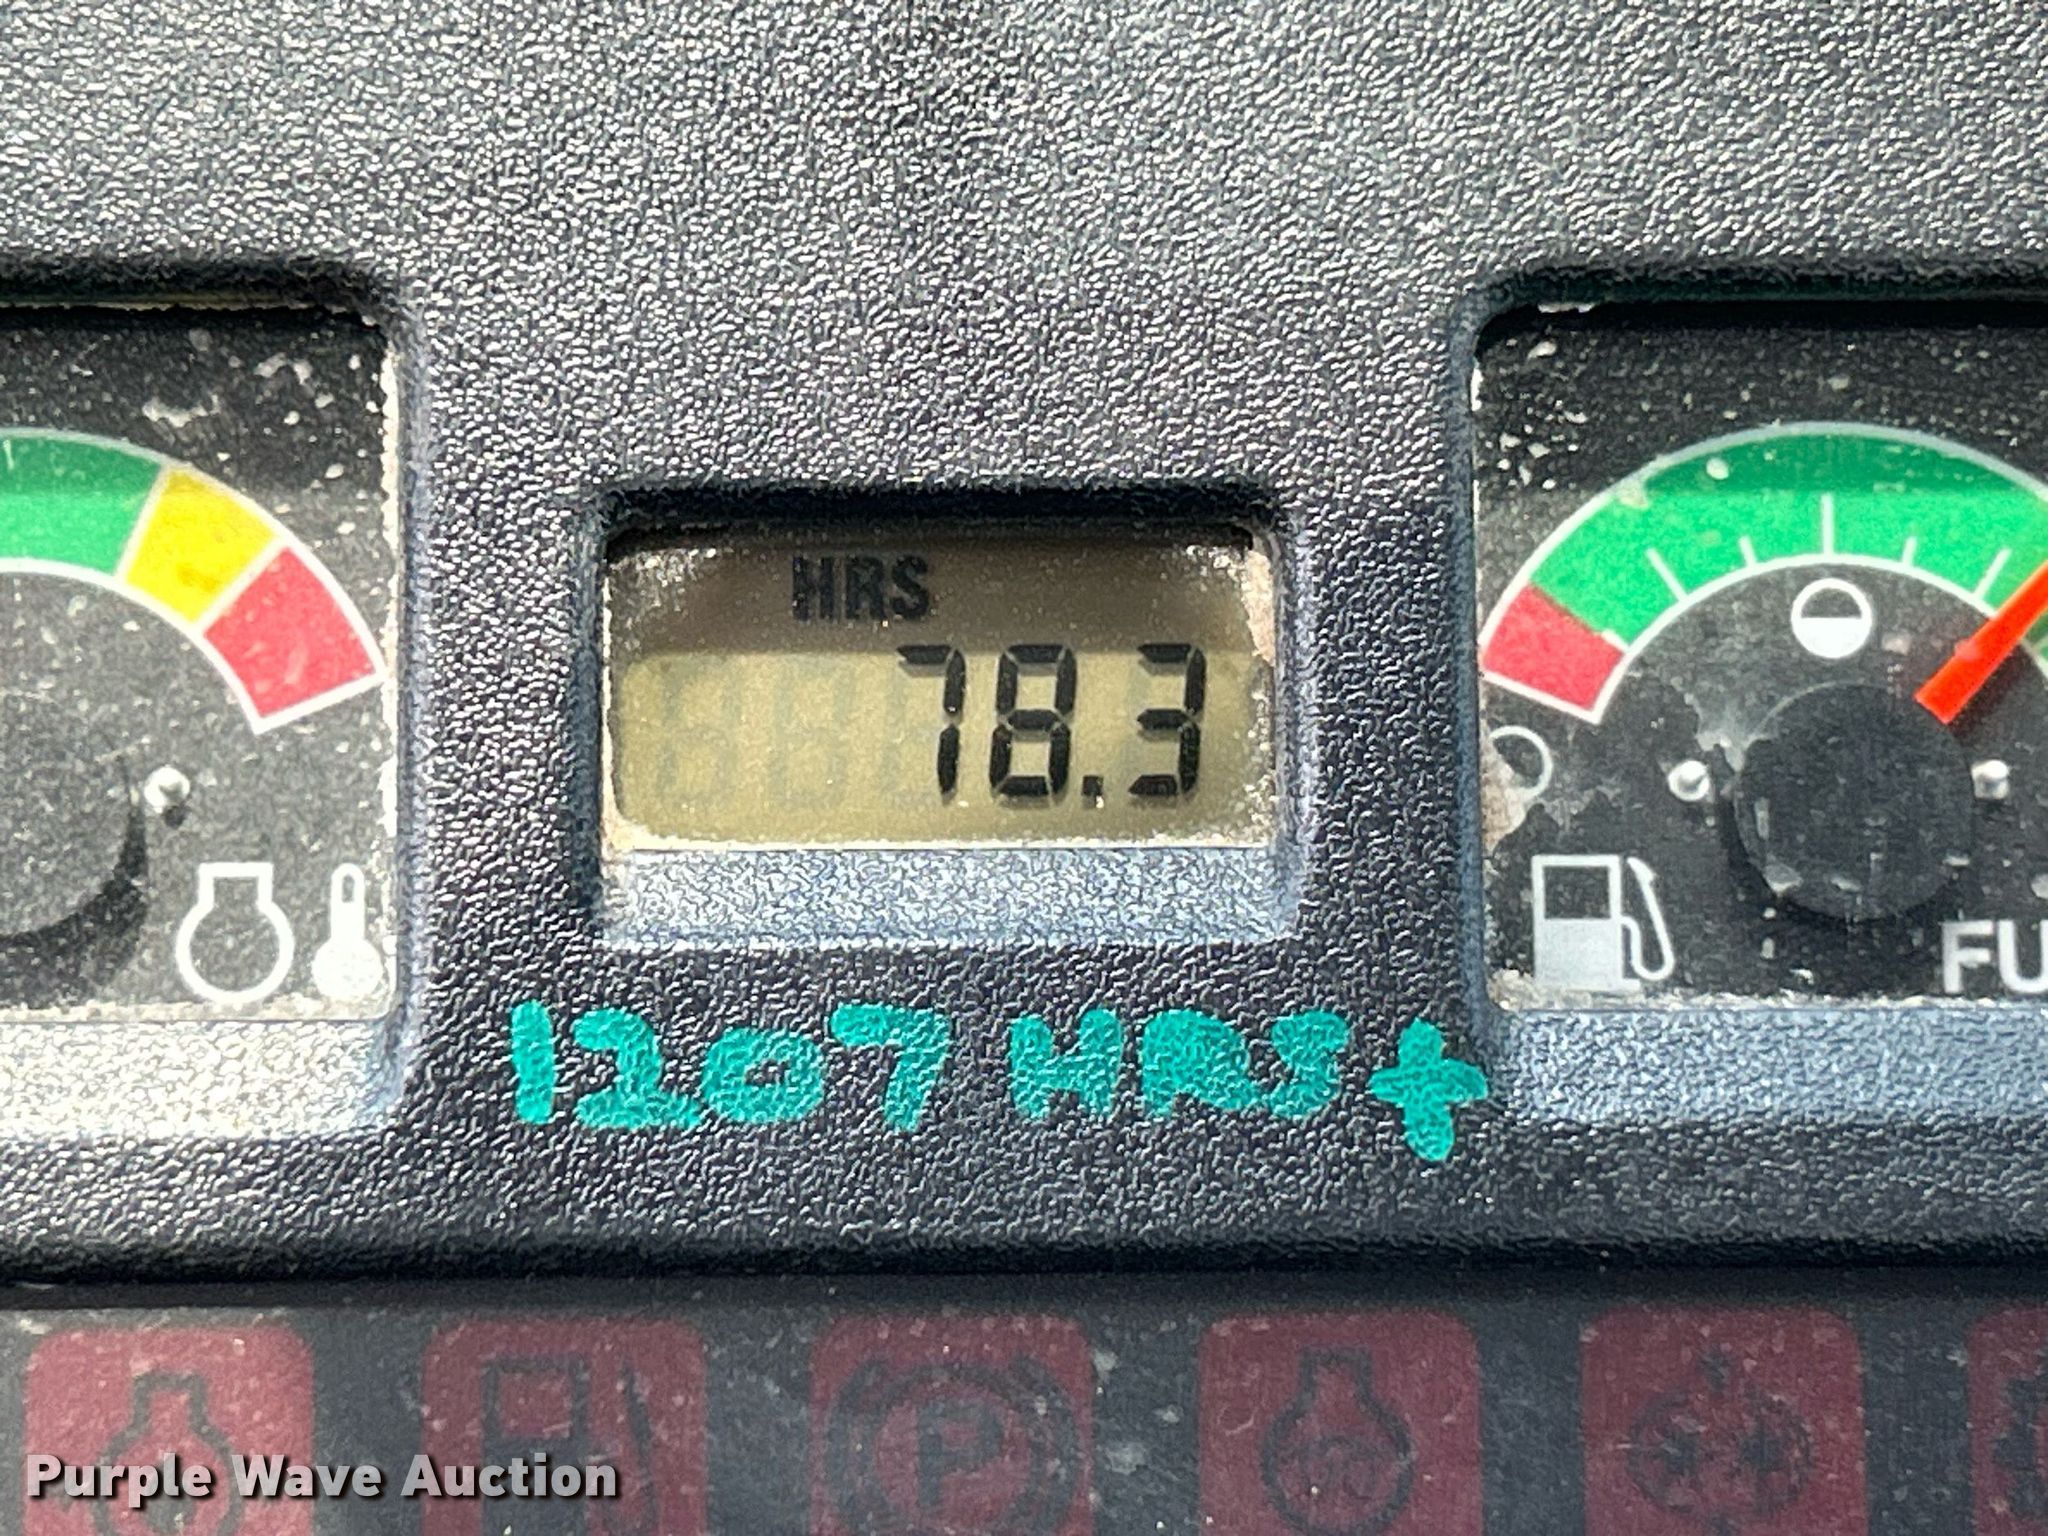 HRS
78.3
1207 HRS+
FU
P
Purple Wave Auction